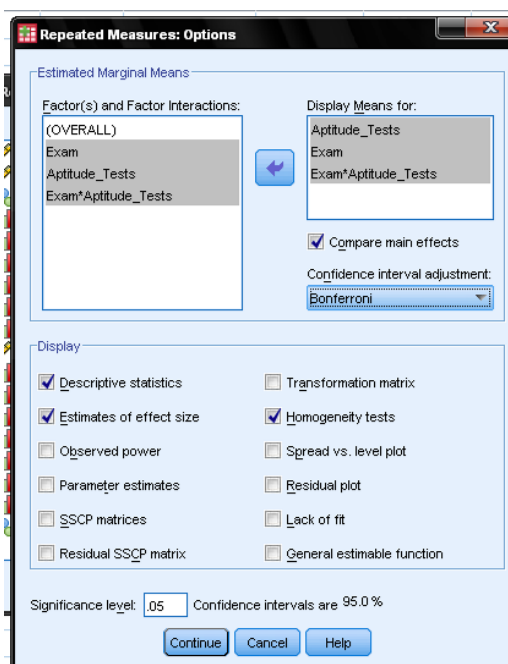 Repeated Measures: Options
Estimated Marginal Means
Factor(s) and Factor Interactions:
(OVERALL)
Exam
Aptitude_Tests
Exam*Aptitude_Tests
Display Means for:
Aptitude_Tests
Exam
Exam*Aptitude_Tests
Compare main effects
Confidence interval adjustment:
Bonferroni
Display
Descriptive statistics
Transformation matrix
Estimates of effect size
Homogeneity tests
Observed power
Spread vs. level plot
Parameter estimates
Residual plot
SSCP matrices
Lack of fit
Residual SSCP matrix
General estimable function
Significance level: .05 Confidence intervals are 95.0 %
Continue Cancel Help